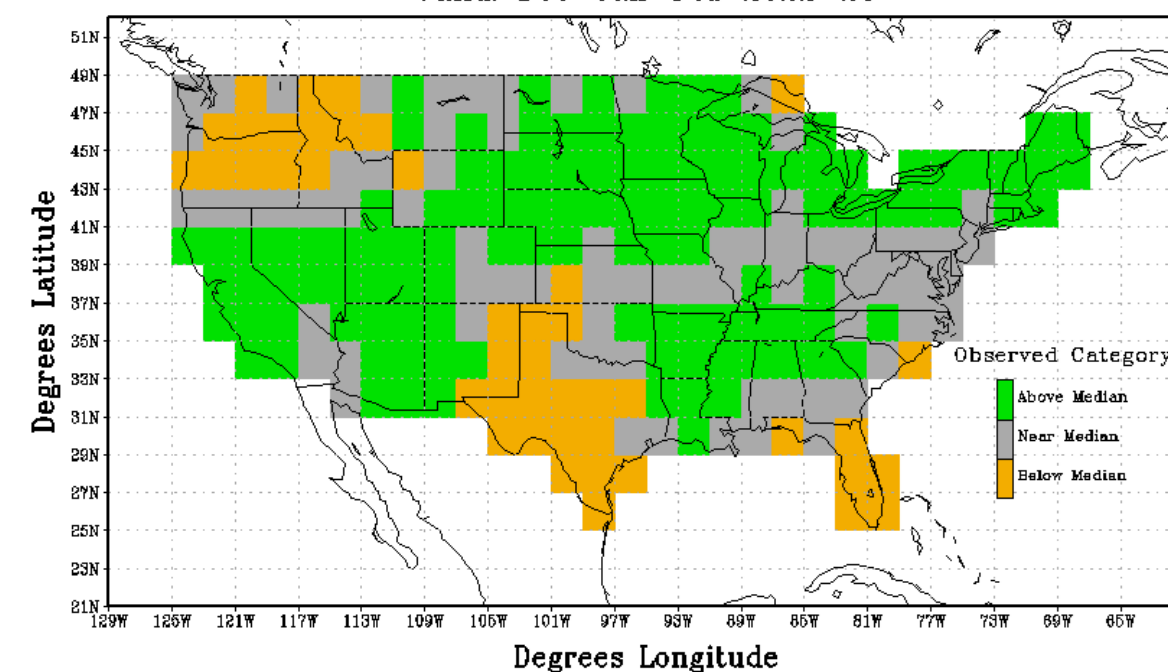 51N
49N
47N
45N
43N
41N
39N
37N
35N
33N
31N
29N
27N
25N
23N
21N
Degrees Latitude
Observed Category
Above Median
Near Median
Below Median
129W 125W 121W 117W 113W 109W 105W 101W 97W 93W 89W 85W 81W 77W 73W 69W 65W
Degrees Longitude